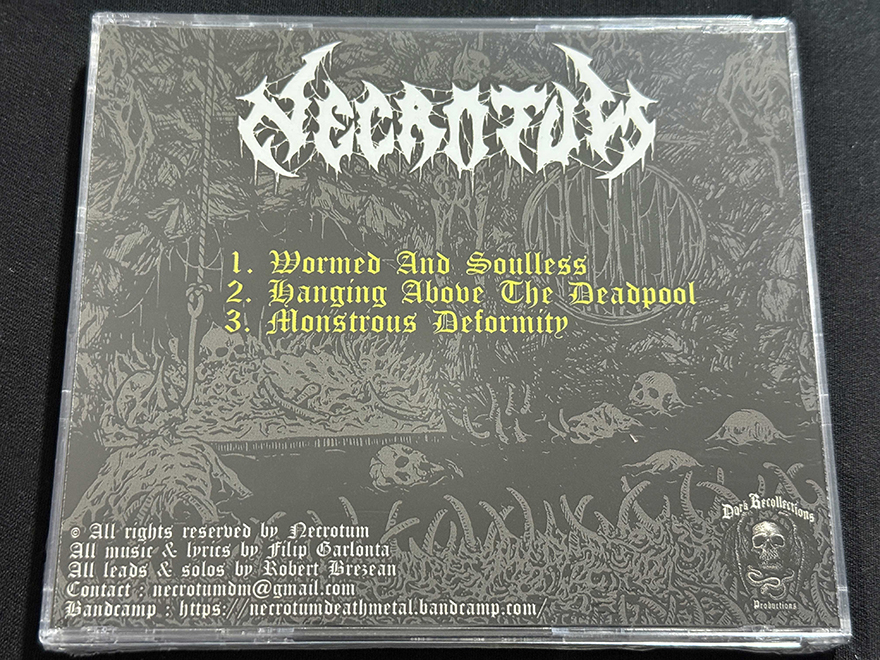 NECROTUM
1. Wormed And Soulless
2. Hanging Above The Deadpool
3. Monstrous Deformity
© All rights reserved by Necrotum
All music & lyrics by Filip Garlonta
All leads & solos by Robert Brezean
Contact : necrotumdm@gmail.com
Bandcamp : https://necrotumdeathmetal.bandcamp.com/
Dark Recollections
Productions